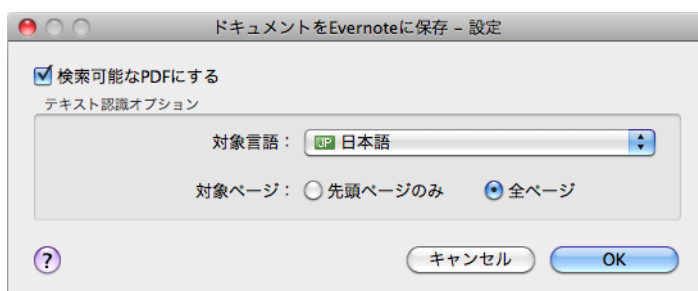 ドキュメントをEvernoteに保存 – 設定
検索可能なPDFにする
テキスト認識オプション
対象言語： JP 日本語
対象ページ： 先頭ページのみ 全ページ
? キャンセル OK